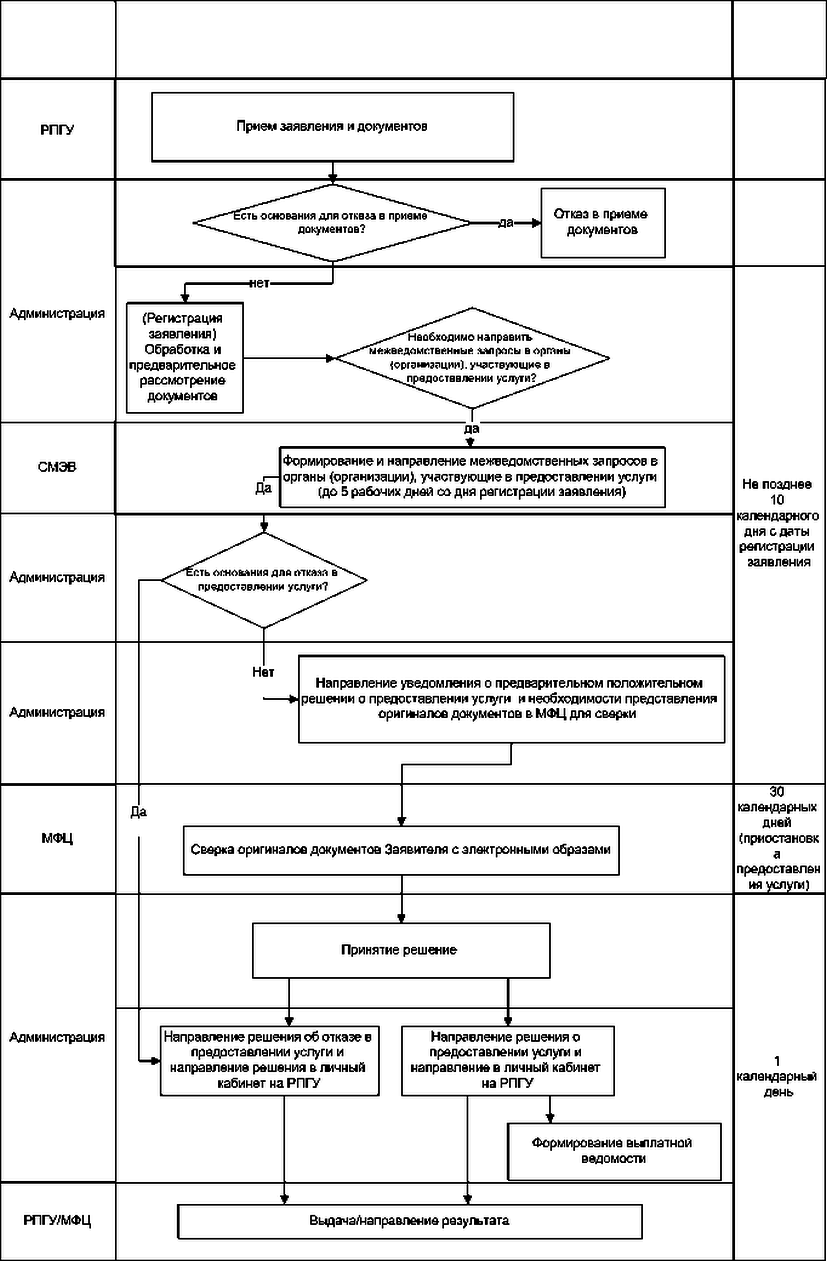 РПГУ
Прием заявления и документов
Есть основания для отказа в приеме
документов?
да
Отказ в приеме
документов
Администрация
нет
(Регистрация
заявления)
Обработка и
предварительное
рассмотрение
документов
Необходимо направить
межведомственные запросы в органы
(организации), участвующие в
предоставлении услуги?
да
СМЭВ
Формирование и направление межведомственных запросов в
органы (организации), участвующие в предоставлении услуги
(до 5 рабочих дней со дня регистрации заявления)
Да
Не позднее
10
календарного
дня с даты
регистрации
заявления
Администрация
Есть основания для отказа в
предоставлении услуги?
Нет
Администрация
Направление уведомления о предварительном положительном
решении о предоставлении услуги и необходимости представления
оригиналов документов в МФЦ для сверки
Да
МФЦ
Сверка оригиналов документов Заявителя с электронными образами
30
календарных
дней
(приостановк
а
предоставлен
ия услуги)
Принятие решение
Администрация
Направление решения об отказе в
предоставлении услуги и
направление решения в личный
кабинет на РПГУ
Направление решения о
предоставлении услуги и
направление в личный кабинет
на РПГУ
1
календарный
день
Формирование выплатной
ведомости
РПГУ/МФЦ
Выдача/направление результата